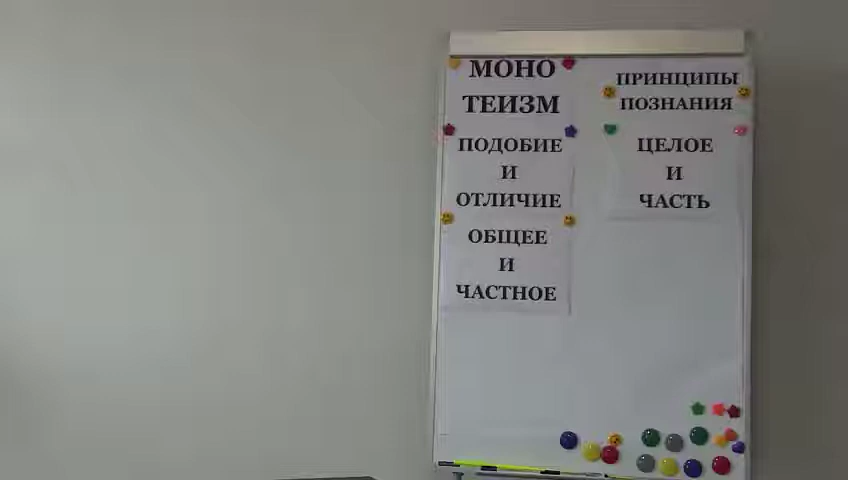 МОНО
ТЕИЗМ
ПОДОБИЕ
И
ОТЛИЧИЕ
ОБЩЕЕ
И
ЧАСТНОЕ
ПРИНЦИПЫ
ПОЗНАНИЯ
ЦЕЛОЕ
И
ЧАСТЬ